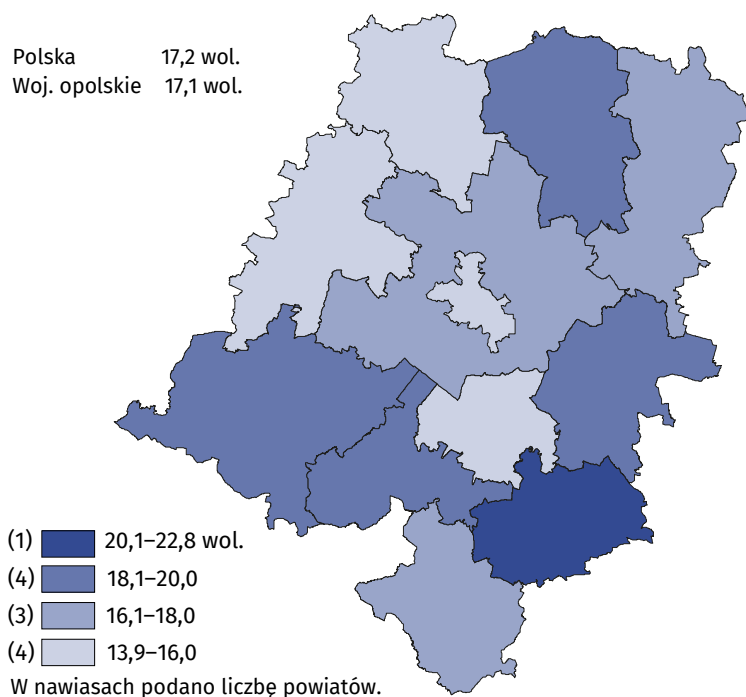 Polska 17,2 wol.
Woj. opolskie 17,1 wol.
(1) 20,1–22,8 wol.
(4) 18,1–20,0
(3) 16,1–18,0
(4) 13,9–16,0
W nawiasach podano liczbę powiatów.